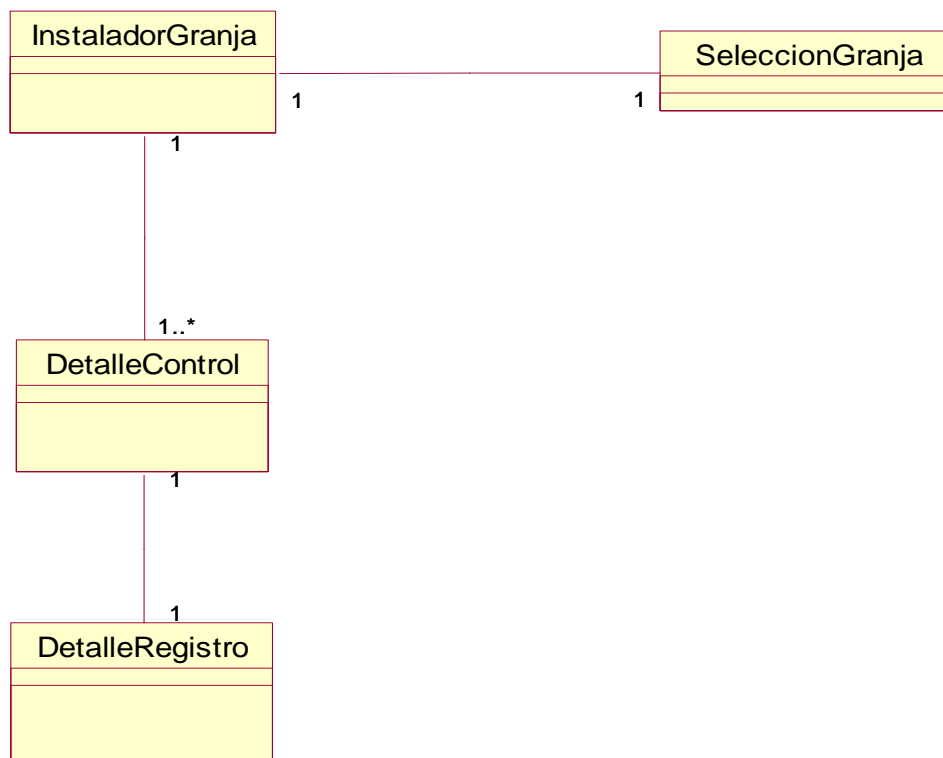 InstaladorGranja
SeleccionGranja
1
1
1
1..*
DetalleControl
1
1
DetalleRegistro